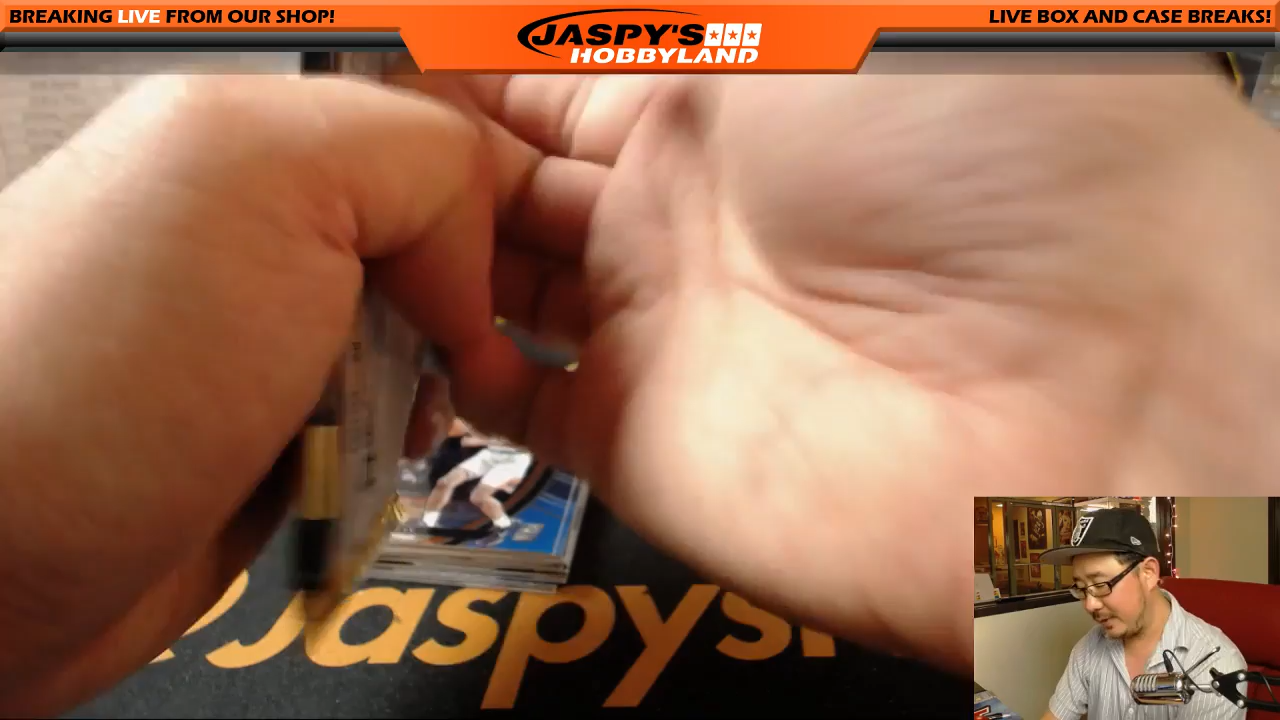 BREAKING LIVE FROM OUR SHOP!
JASPY'S
HOBBYLAND
LIVE BOX AND CASE BREAKS!
Jaspys